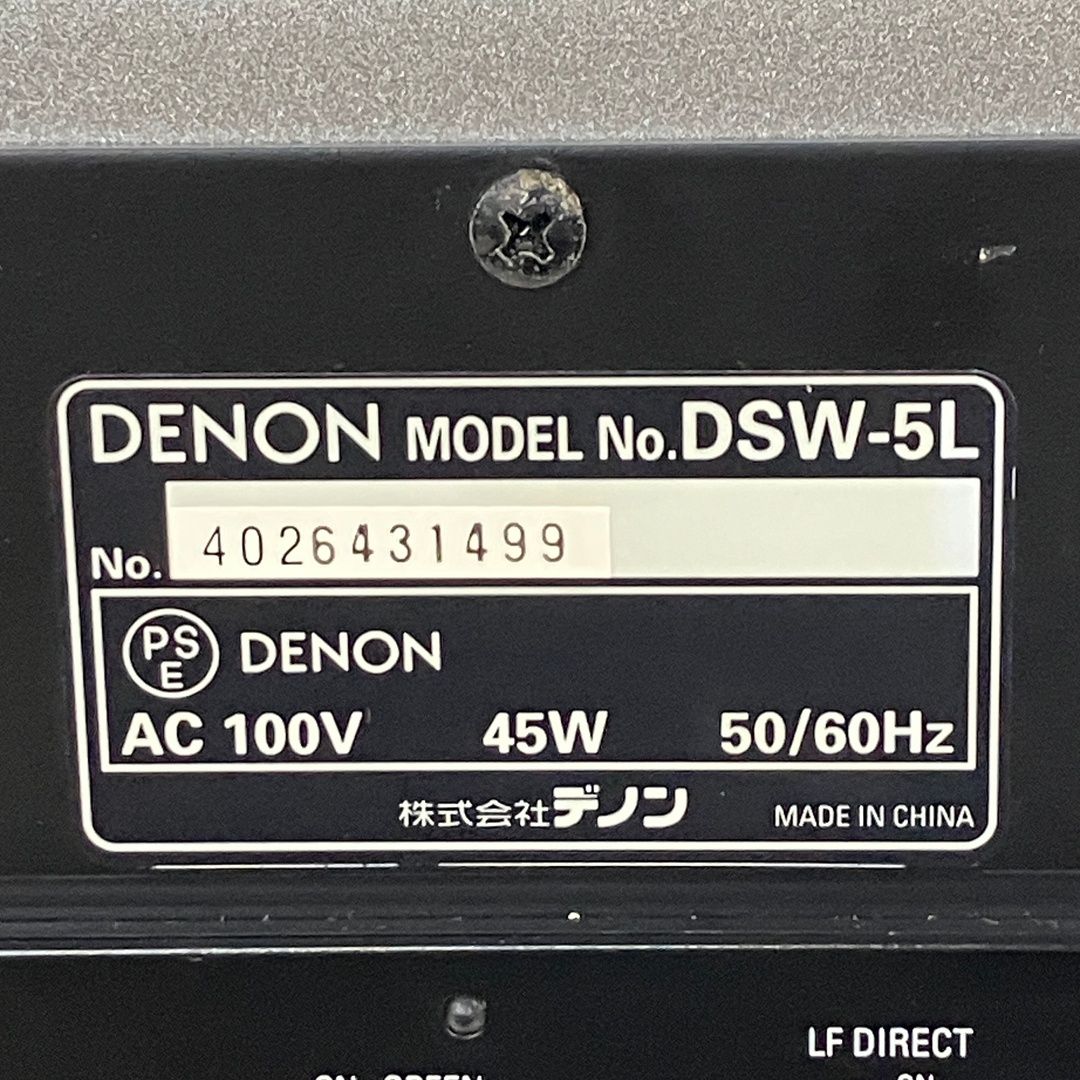 DENON MODEL No.DSW-5L
No. 4026431499
PSE DENON
AC 100V 45W 50/60Hz
株式会社デノン MADE IN CHINA
LF DIRECT